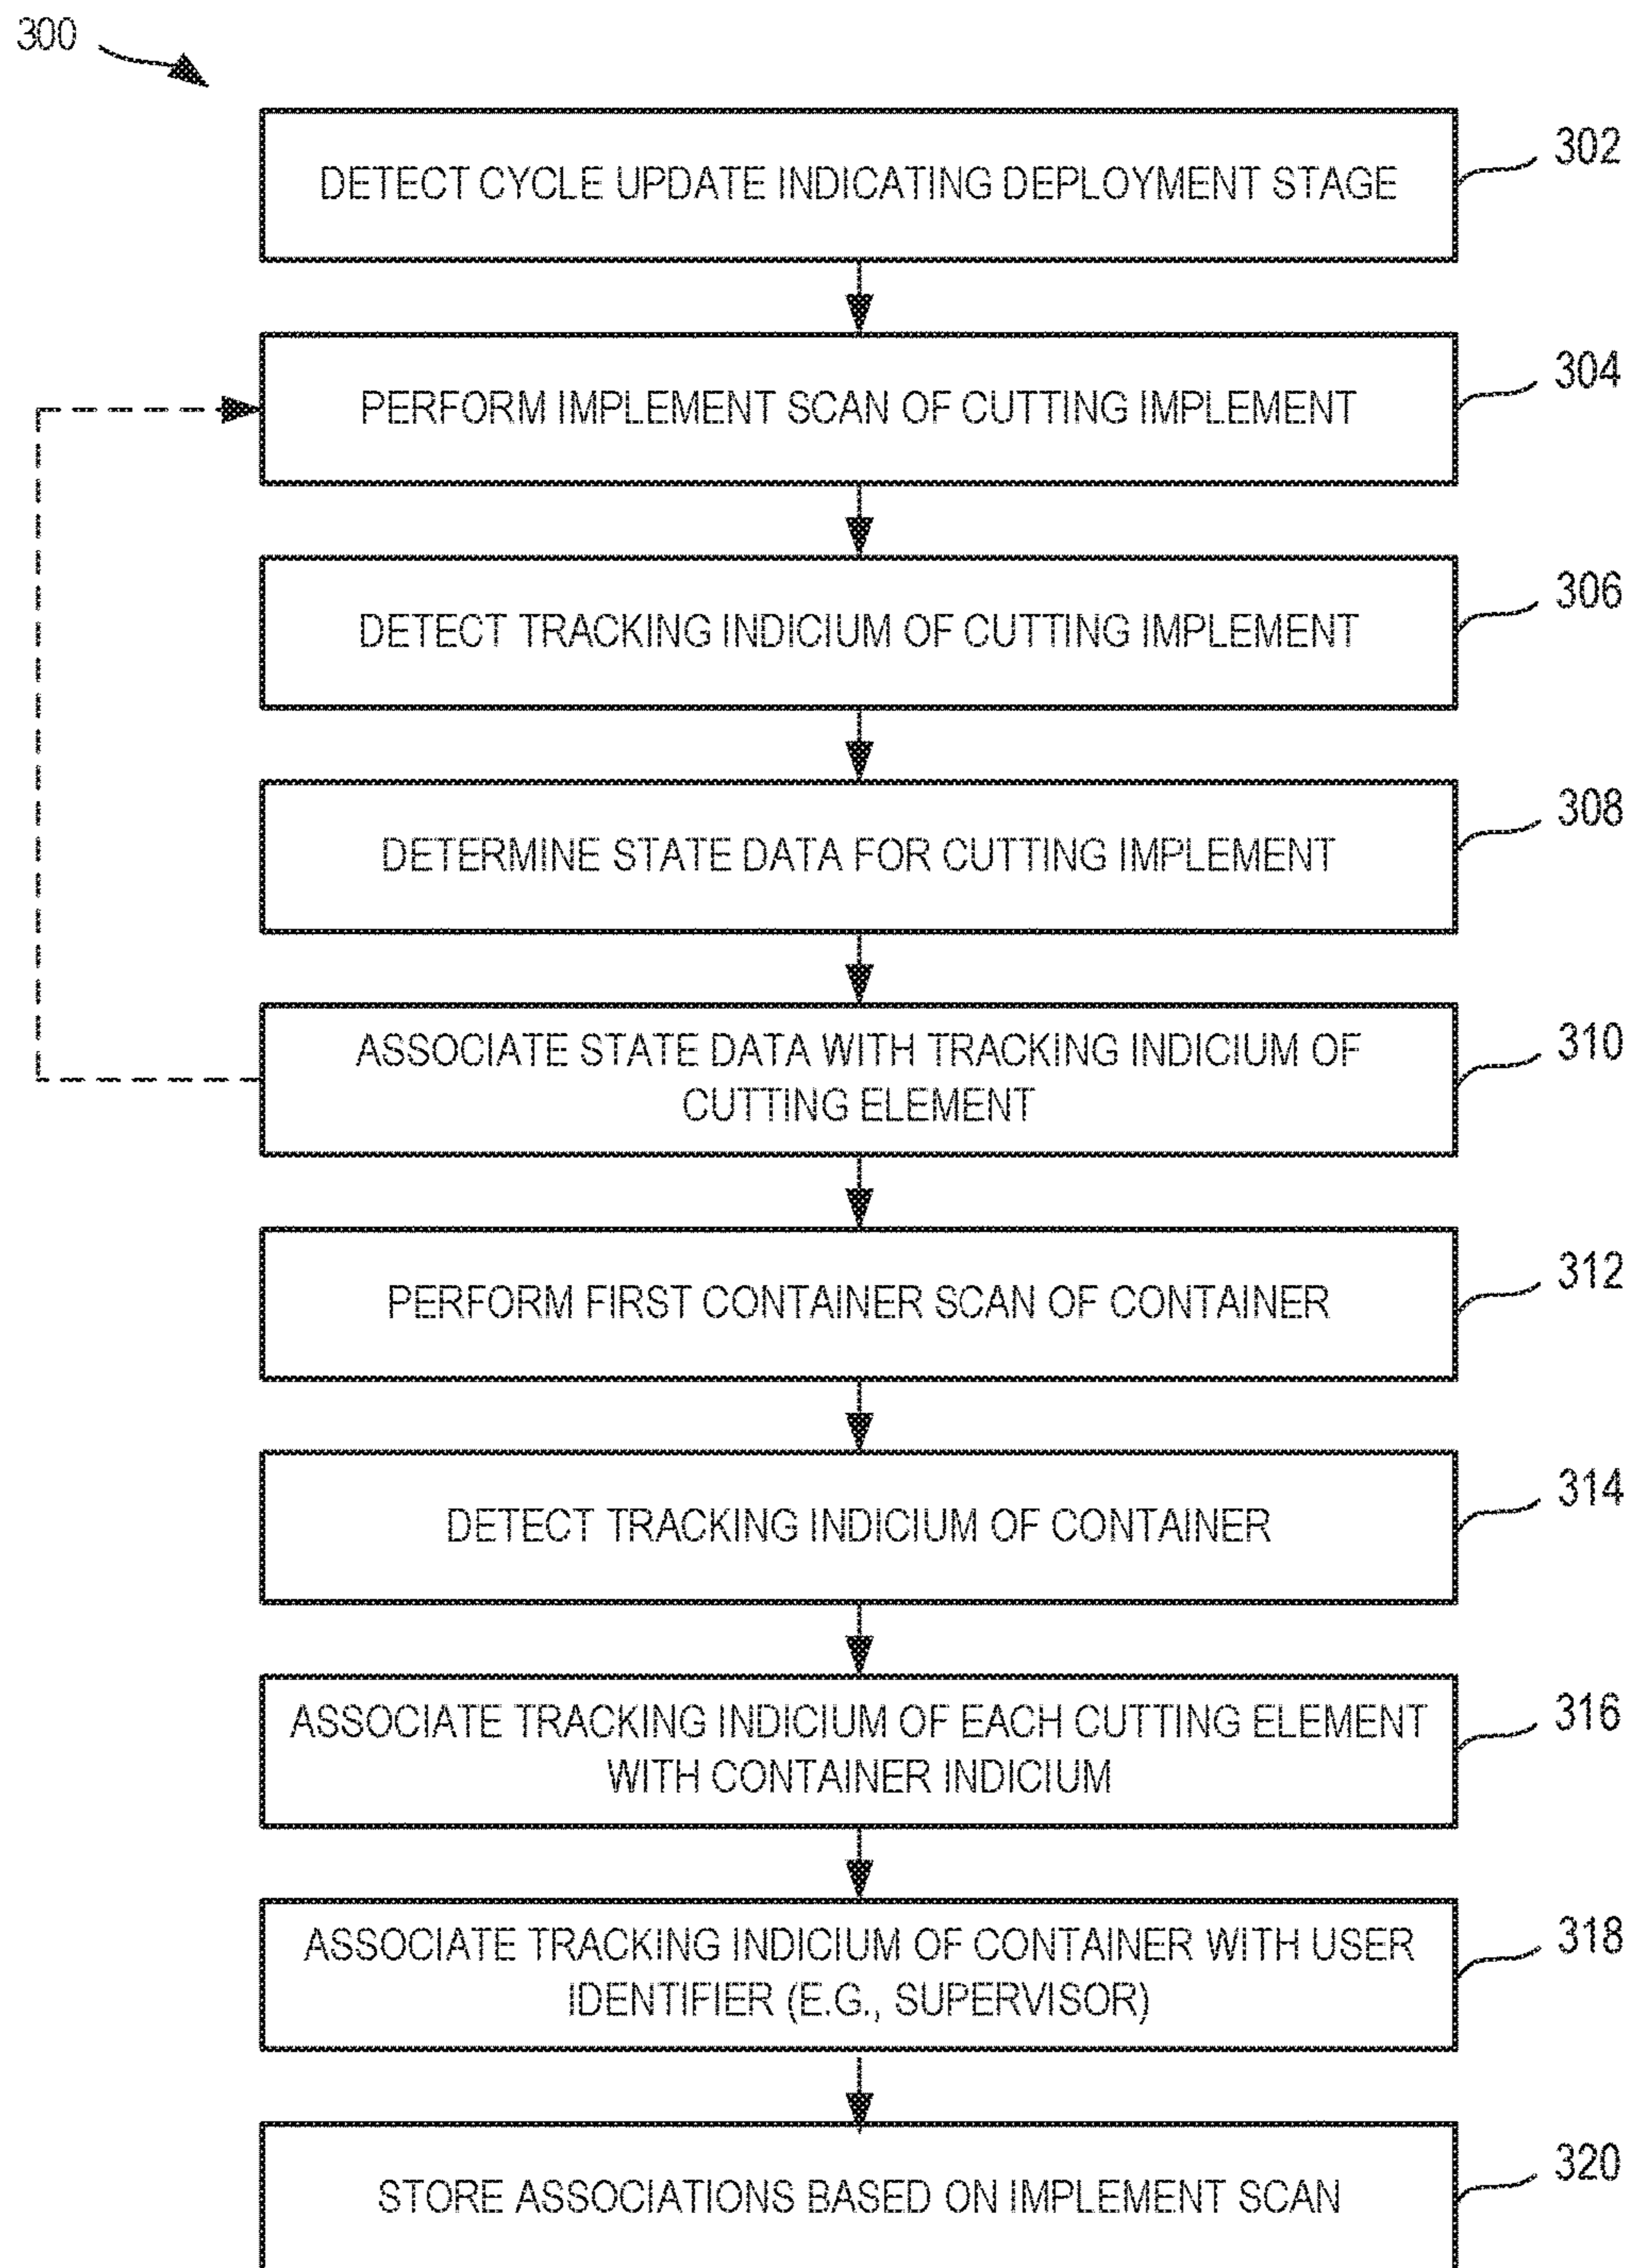 300
DETECT CYCLE UPDATE INDICATING DEPLOYMENT STAGE
302
PERFORM IMPLEMENT SCAN OF CUTTING IMPLEMENT
304
DETECT TRACKING INDICIUM OF CUTTING IMPLEMENT
306
DETERMINE STATE DATA FOR CUTTING IMPLEMENT
308
ASSOCIATE STATE DATA WITH TRACKING INDICIUM OF
CUTTING ELEMENT
310
PERFORM FIRST CONTAINER SCAN OF CONTAINER
312
DETECT TRACKING INDICIUM OF CONTAINER
314
ASSOCIATE TRACKING INDICIUM OF EACH CUTTING ELEMENT
WITH CONTAINER INDICIUM
316
ASSOCIATE TRACKING INDICIUM OF CONTAINER WITH USER
IDENTIFIER (E.G., SUPERVISOR)
318
STORE ASSOCIATIONS BASED ON IMPLEMENT SCAN
320